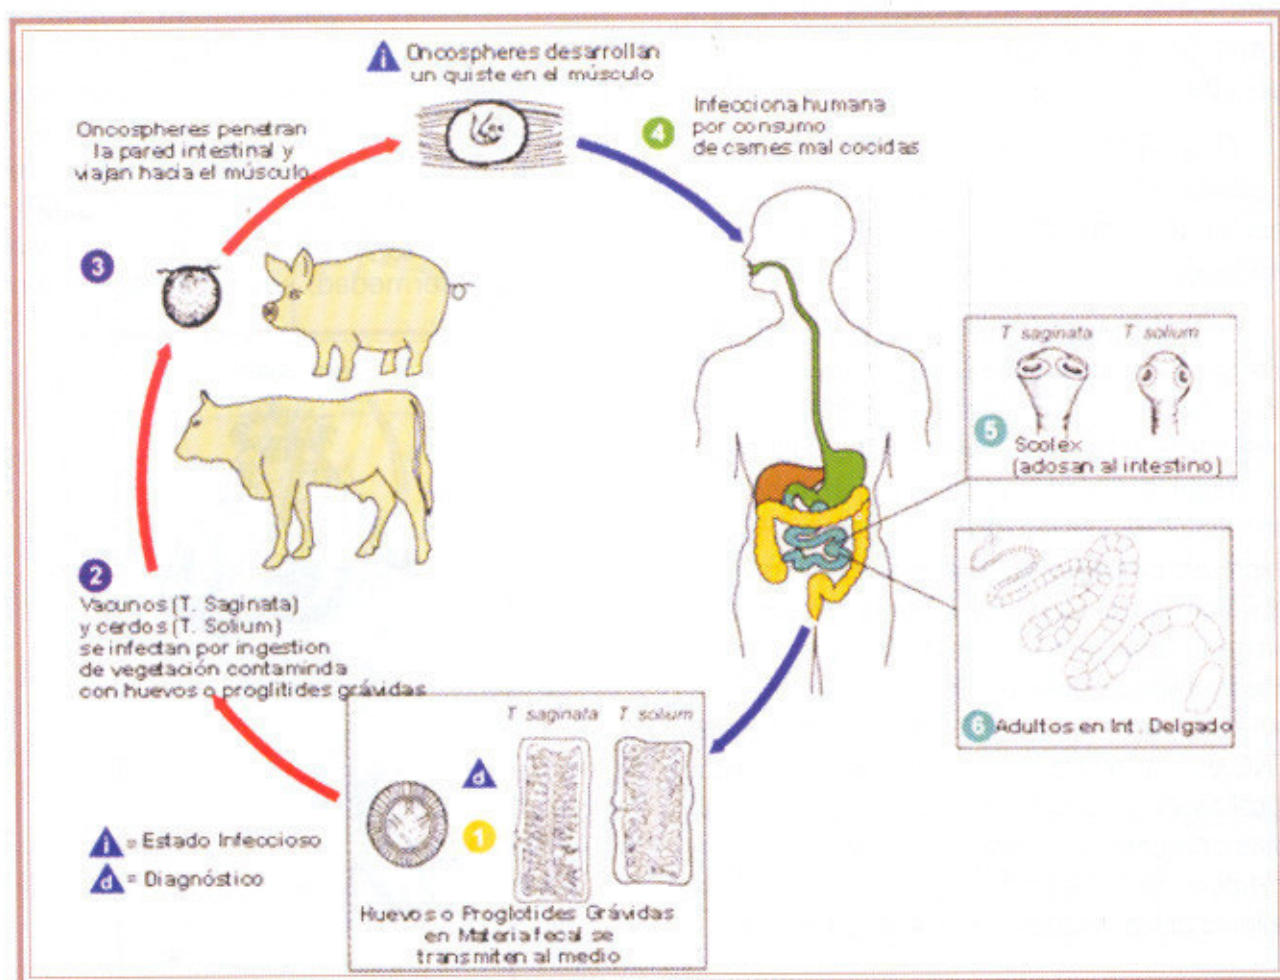 i Oncospheres desarrollan
un quiste en el músculo
Oncospheres penetran
la pared intestinal y
viajan hacia el músculo.
4 Infecciona humana
por consumo
de carnes mal cocidas
3
T saginata T solium
5
Scolex
(adosan al intestino)
2
Vacunos (T. Saginata)
y cerdos (T. Solium)
se infectan por ingestion
de vegetación contaminda
con huevos o proglitides grávidas
6 Adultos en Int. Delgado
T saginata T solium
d
1
Huevos o Proglotides Grávidas
en Materia fecal se
transmiten al medio
i = Estado Infeccioso
d = Diagnóstico